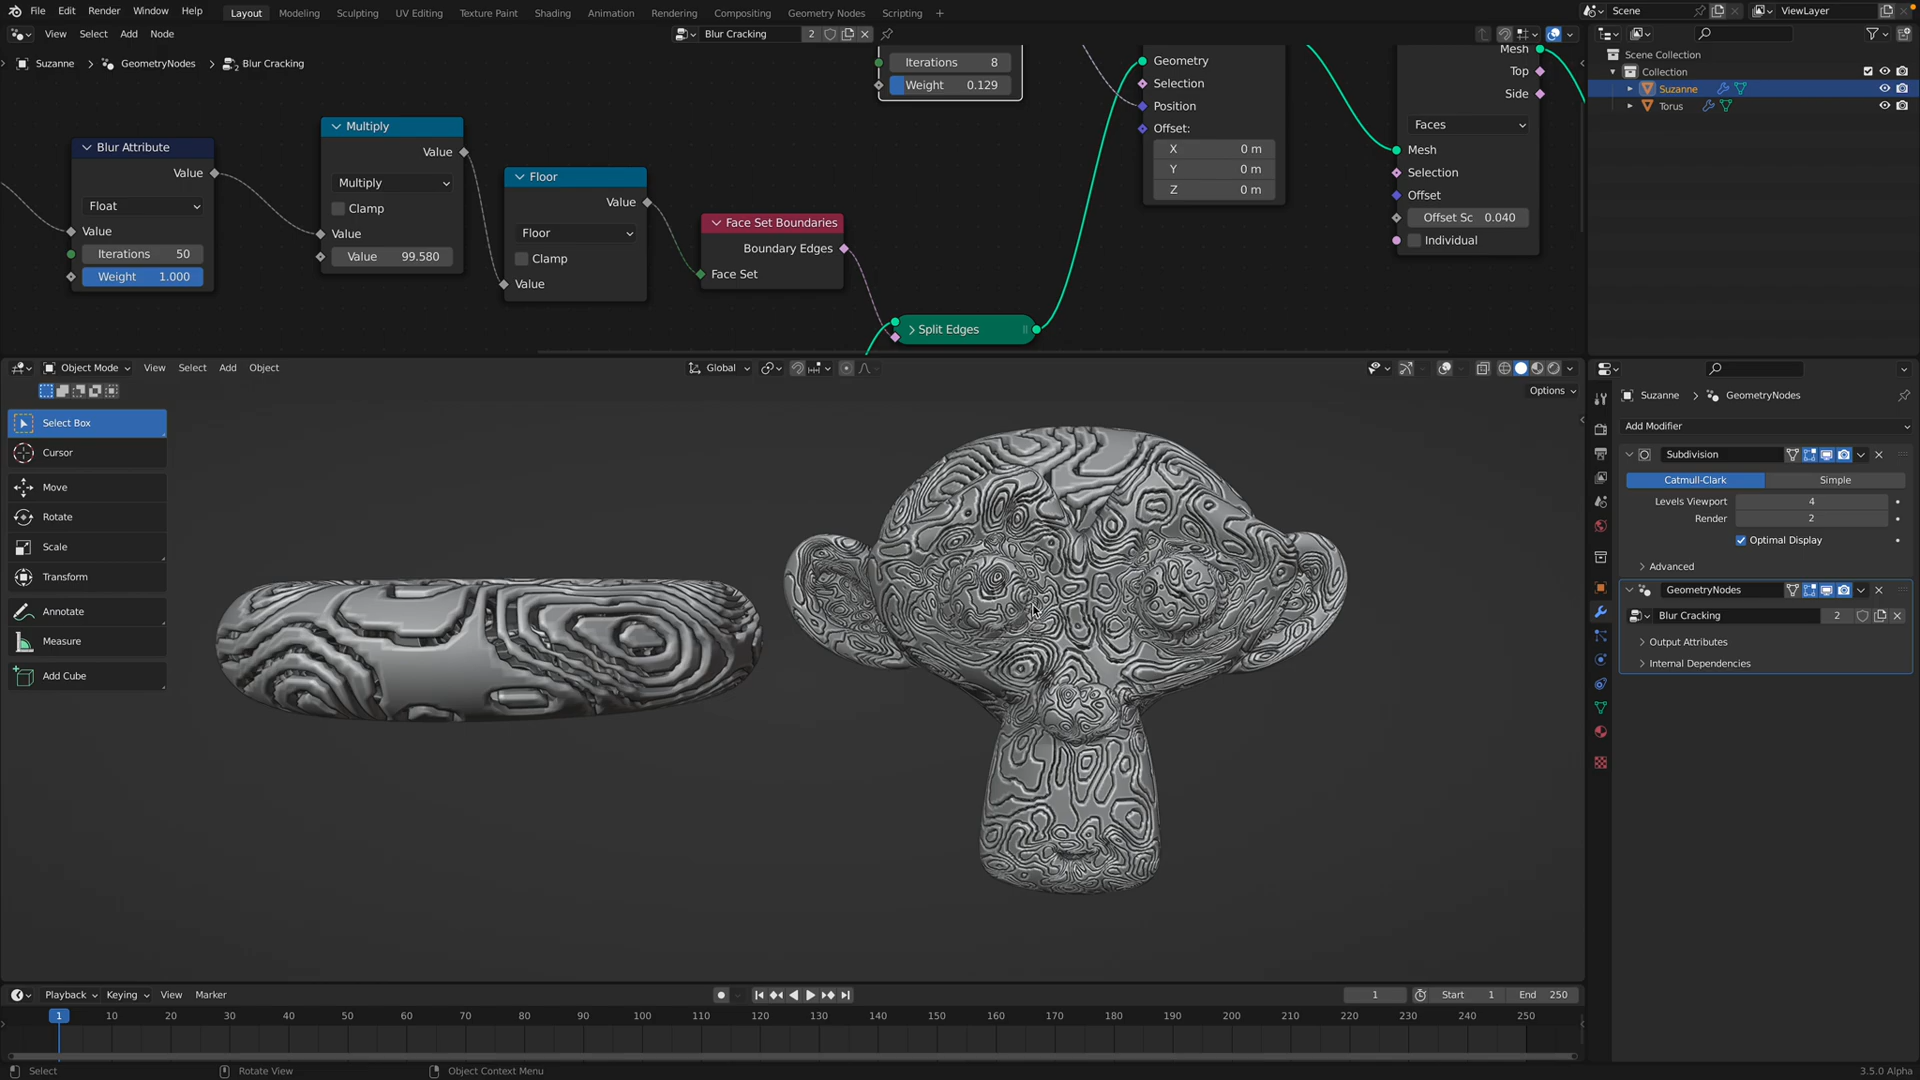 File Edit Render Window Help
Layout Modeling Sculpting UV Editing Texture Paint Shading Animation Rendering Compositing Geometry Nodes Scripting +
Scene
ViewLayer
View Select Add Node
Blur Cracking 2
Suzanne > GeometryNodes > Blur Cracking
Blur Attribute
Value
Float
Value
Iterations 50
Weight 1.000
Multiply
Value
Multiply
Clamp
Value
Value 99.580
Floor
Value
Floor
Clamp
Value
Face Set Boundaries
Boundary Edges
Face Set
Iterations 8
Weight 0.129
Split Edges
Geometry
Selection
Position
Offset:
X 0 m
Y 0 m
Z 0 m
Mesh
Top
Side
Faces
Mesh
Selection
Offset
Offset Sc 0.040
Individual
Scene Collection
Collection
Suzanne
Torus
Object Mode View Select Add Object
Global
Options
Select Box
Cursor
Move
Rotate
Scale
Transform
Annotate
Measure
Add Cube
Suzanne > GeometryNodes
Add Modifier
Subdivision
Catmull-Clark Simple
Levels Viewport 4
Render 2
Optimal Display
Advanced
GeometryNodes
Blur Cracking 2
Output Attributes
Internal Dependencies
Playback Keying View Marker
1
Start 1 End 250
1 10 20 30 40 50 60 70 80 90 100 110 120 130 140 150 160 170 180 190 200 210 220 230 240 250
Select
Rotate View
Object Context Menu
3.5.0 Alpha